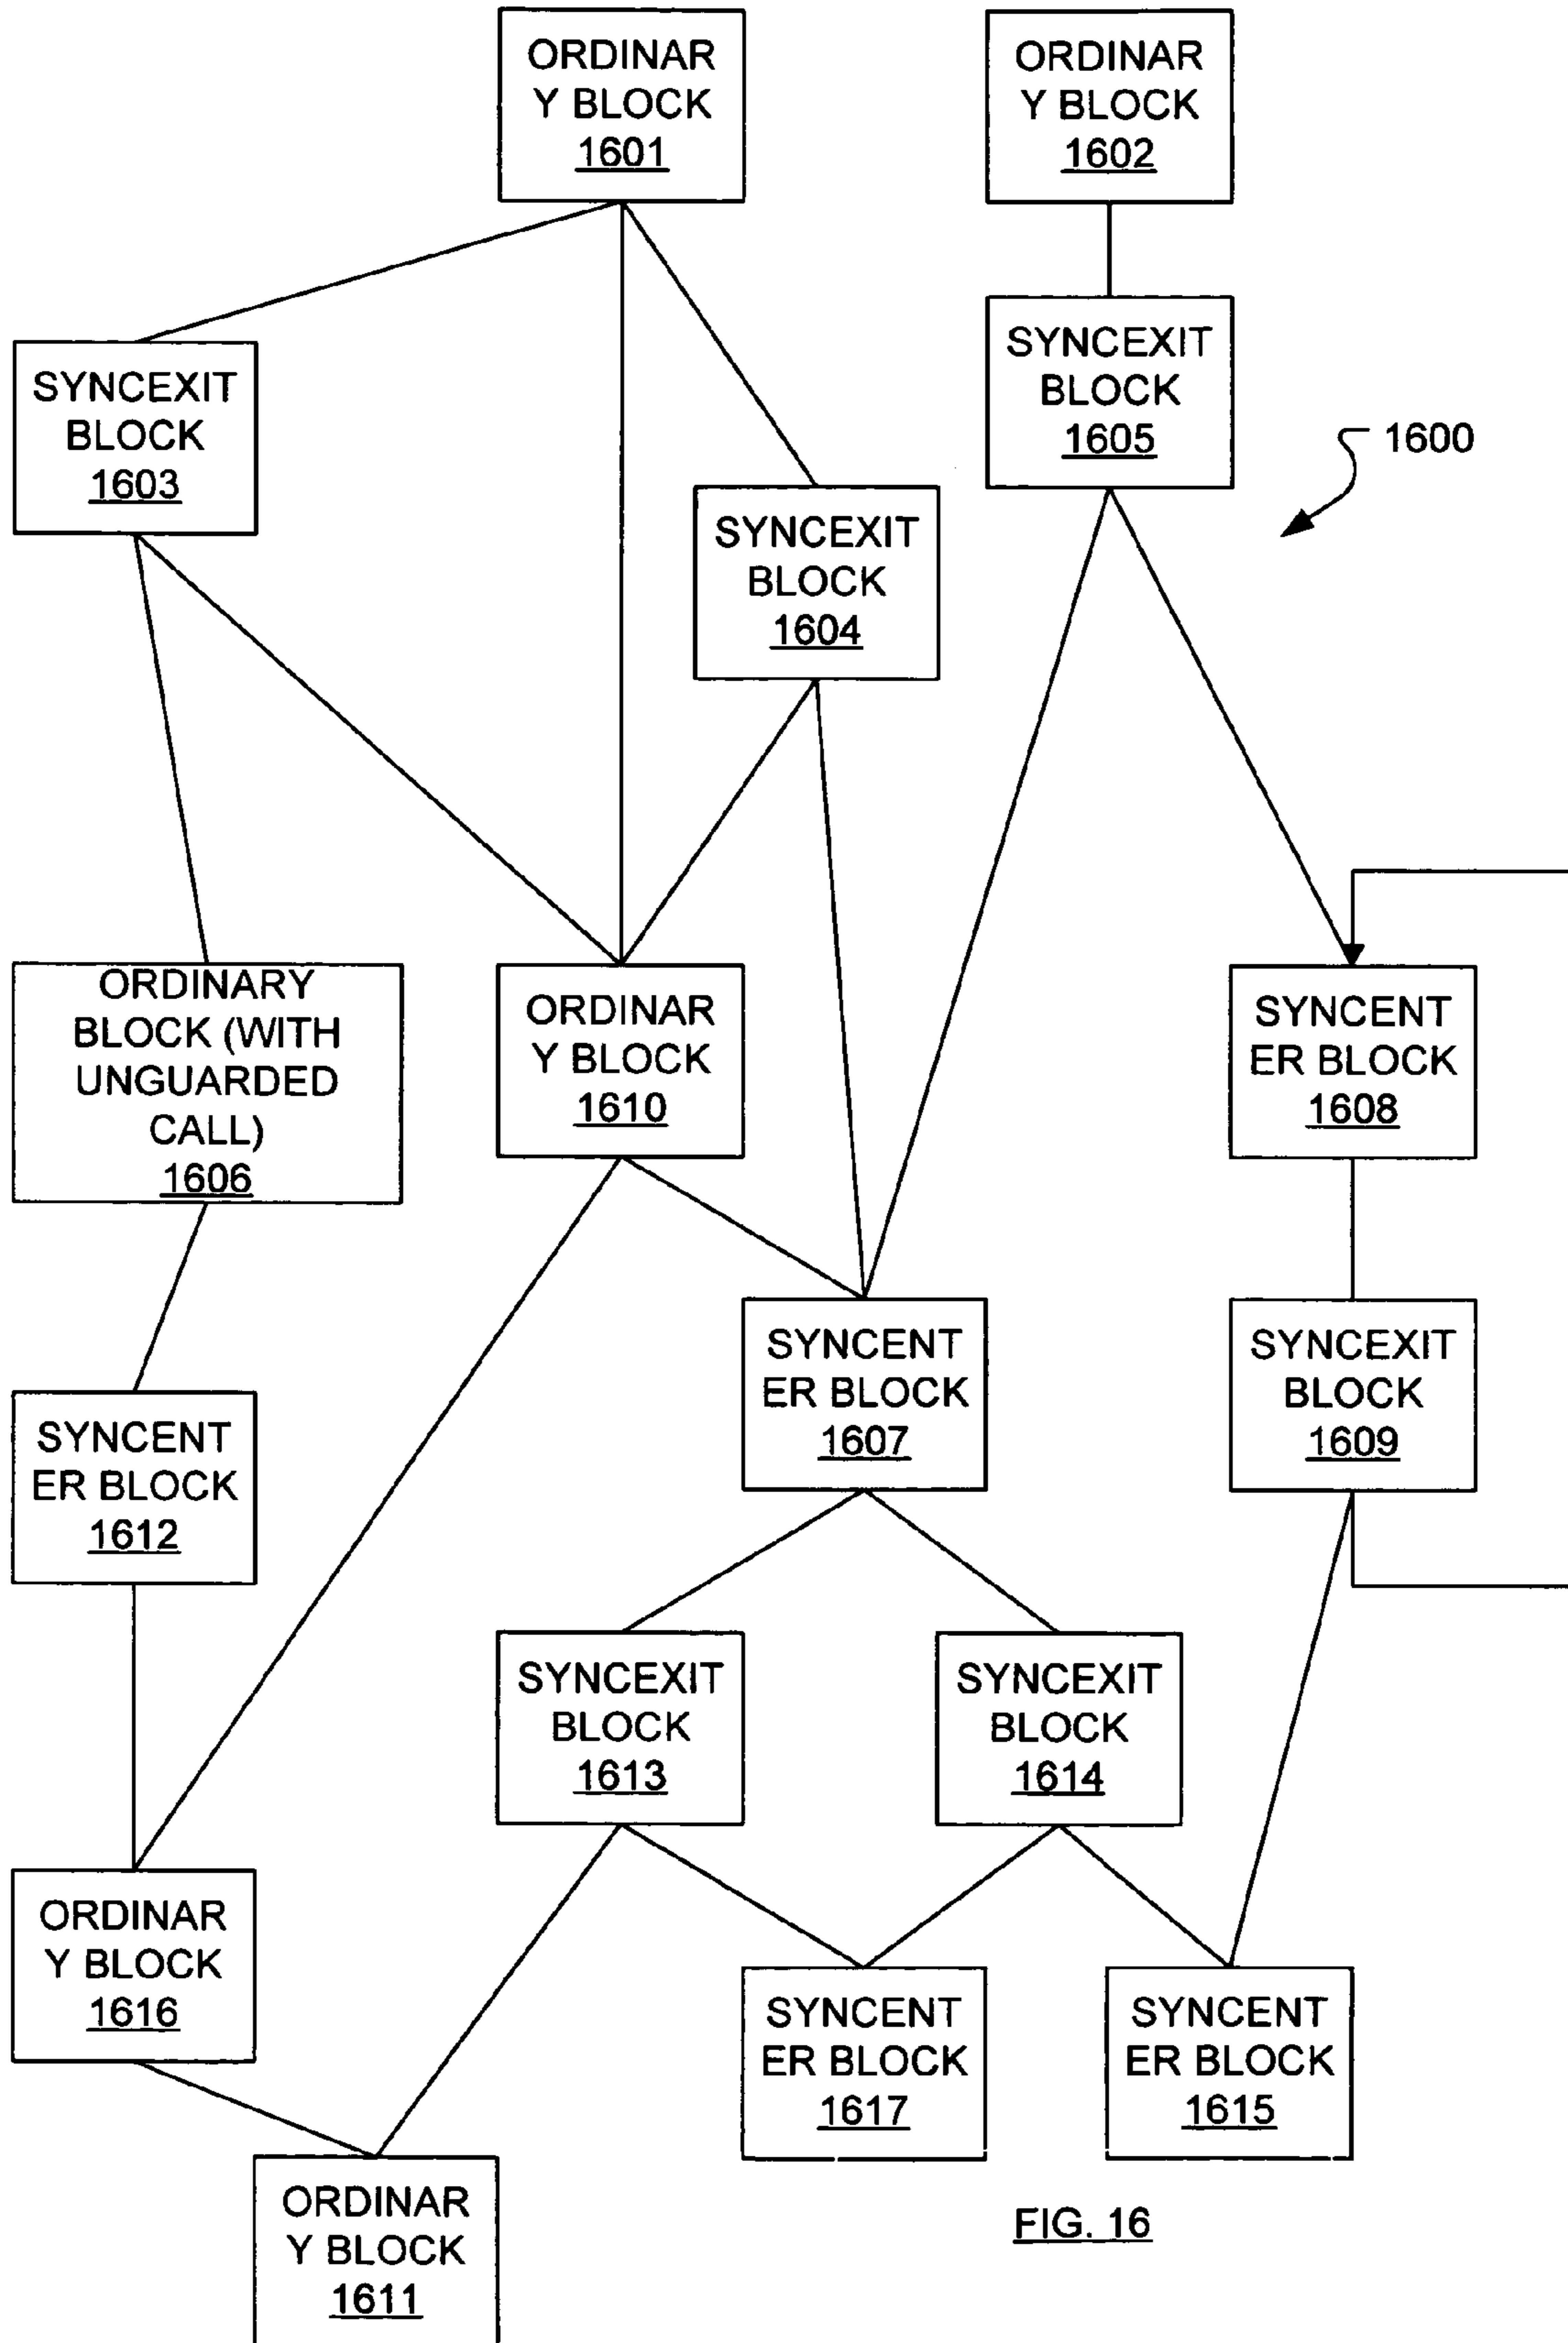 ORDINAR
Y BLOCK
1601
ORDINAR
Y BLOCK
1602
SYNCEXIT
BLOCK
1603
SYNCEXIT
BLOCK
1605
1600
SYNCEXIT
BLOCK
1604
ORDINARY
BLOCK (WITH
UNGUARDED
CALL)
1606
ORDINAR
Y BLOCK
1610
SYNCENT
ER BLOCK
1608
SYNCENT
ER BLOCK
1607
SYNCEXIT
BLOCK
1609
SYNCENT
ER BLOCK
1612
SYNCEXIT
BLOCK
1613
SYNCEXIT
BLOCK
1614
ORDINAR
Y BLOCK
1616
SYNCENT
ER BLOCK
1617
SYNCENT
ER BLOCK
1615
ORDINAR
Y BLOCK
1611
FIG. 16